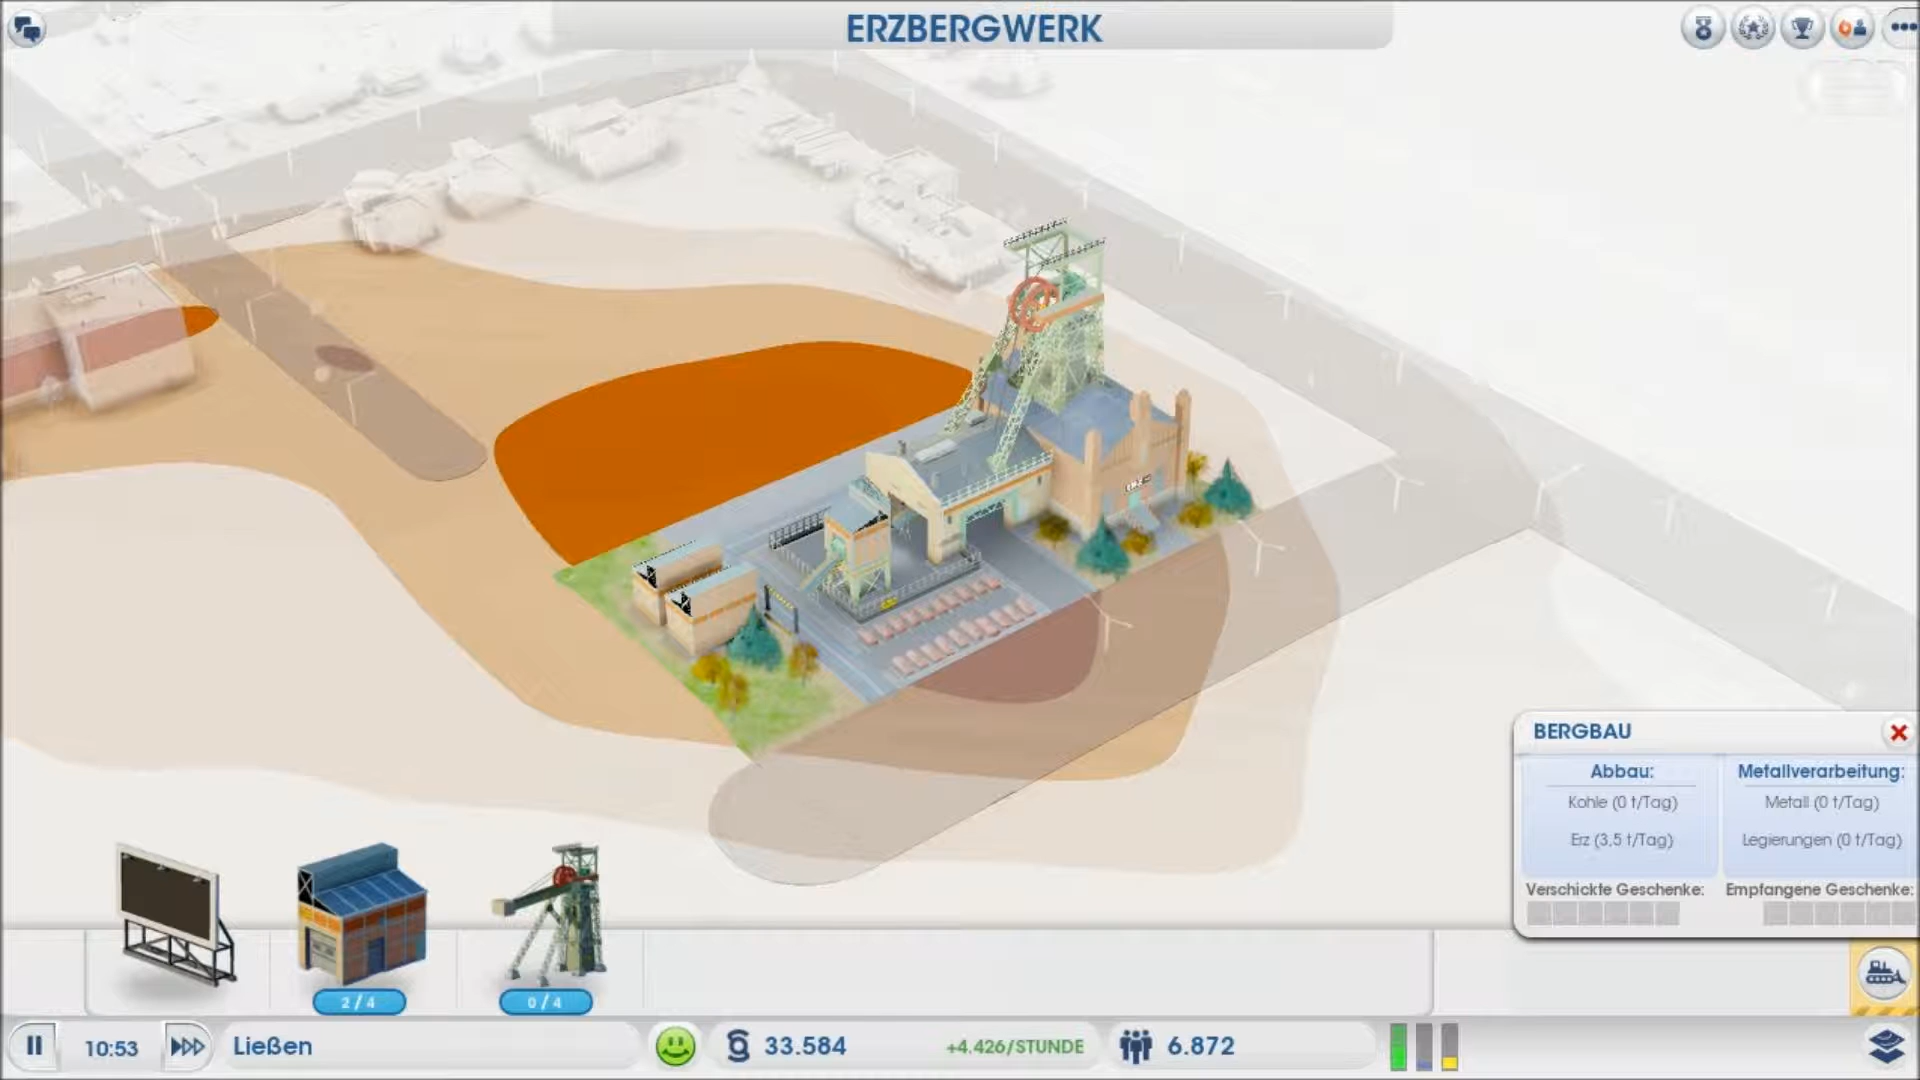 ERZBERGWERK
BERGBAU
Abbau:
Kohle (0 t/Tag)
Erz (3,5 t/Tag)
Metallverarbeitung:
Metall (0 t/Tag)
Legierungen (0 t/Tag)
Verschickte Geschenke:
Empfangene Geschenke:
2/4
0/4
10:53
Ließen
33.584
+4.426/STUNDE
6.872